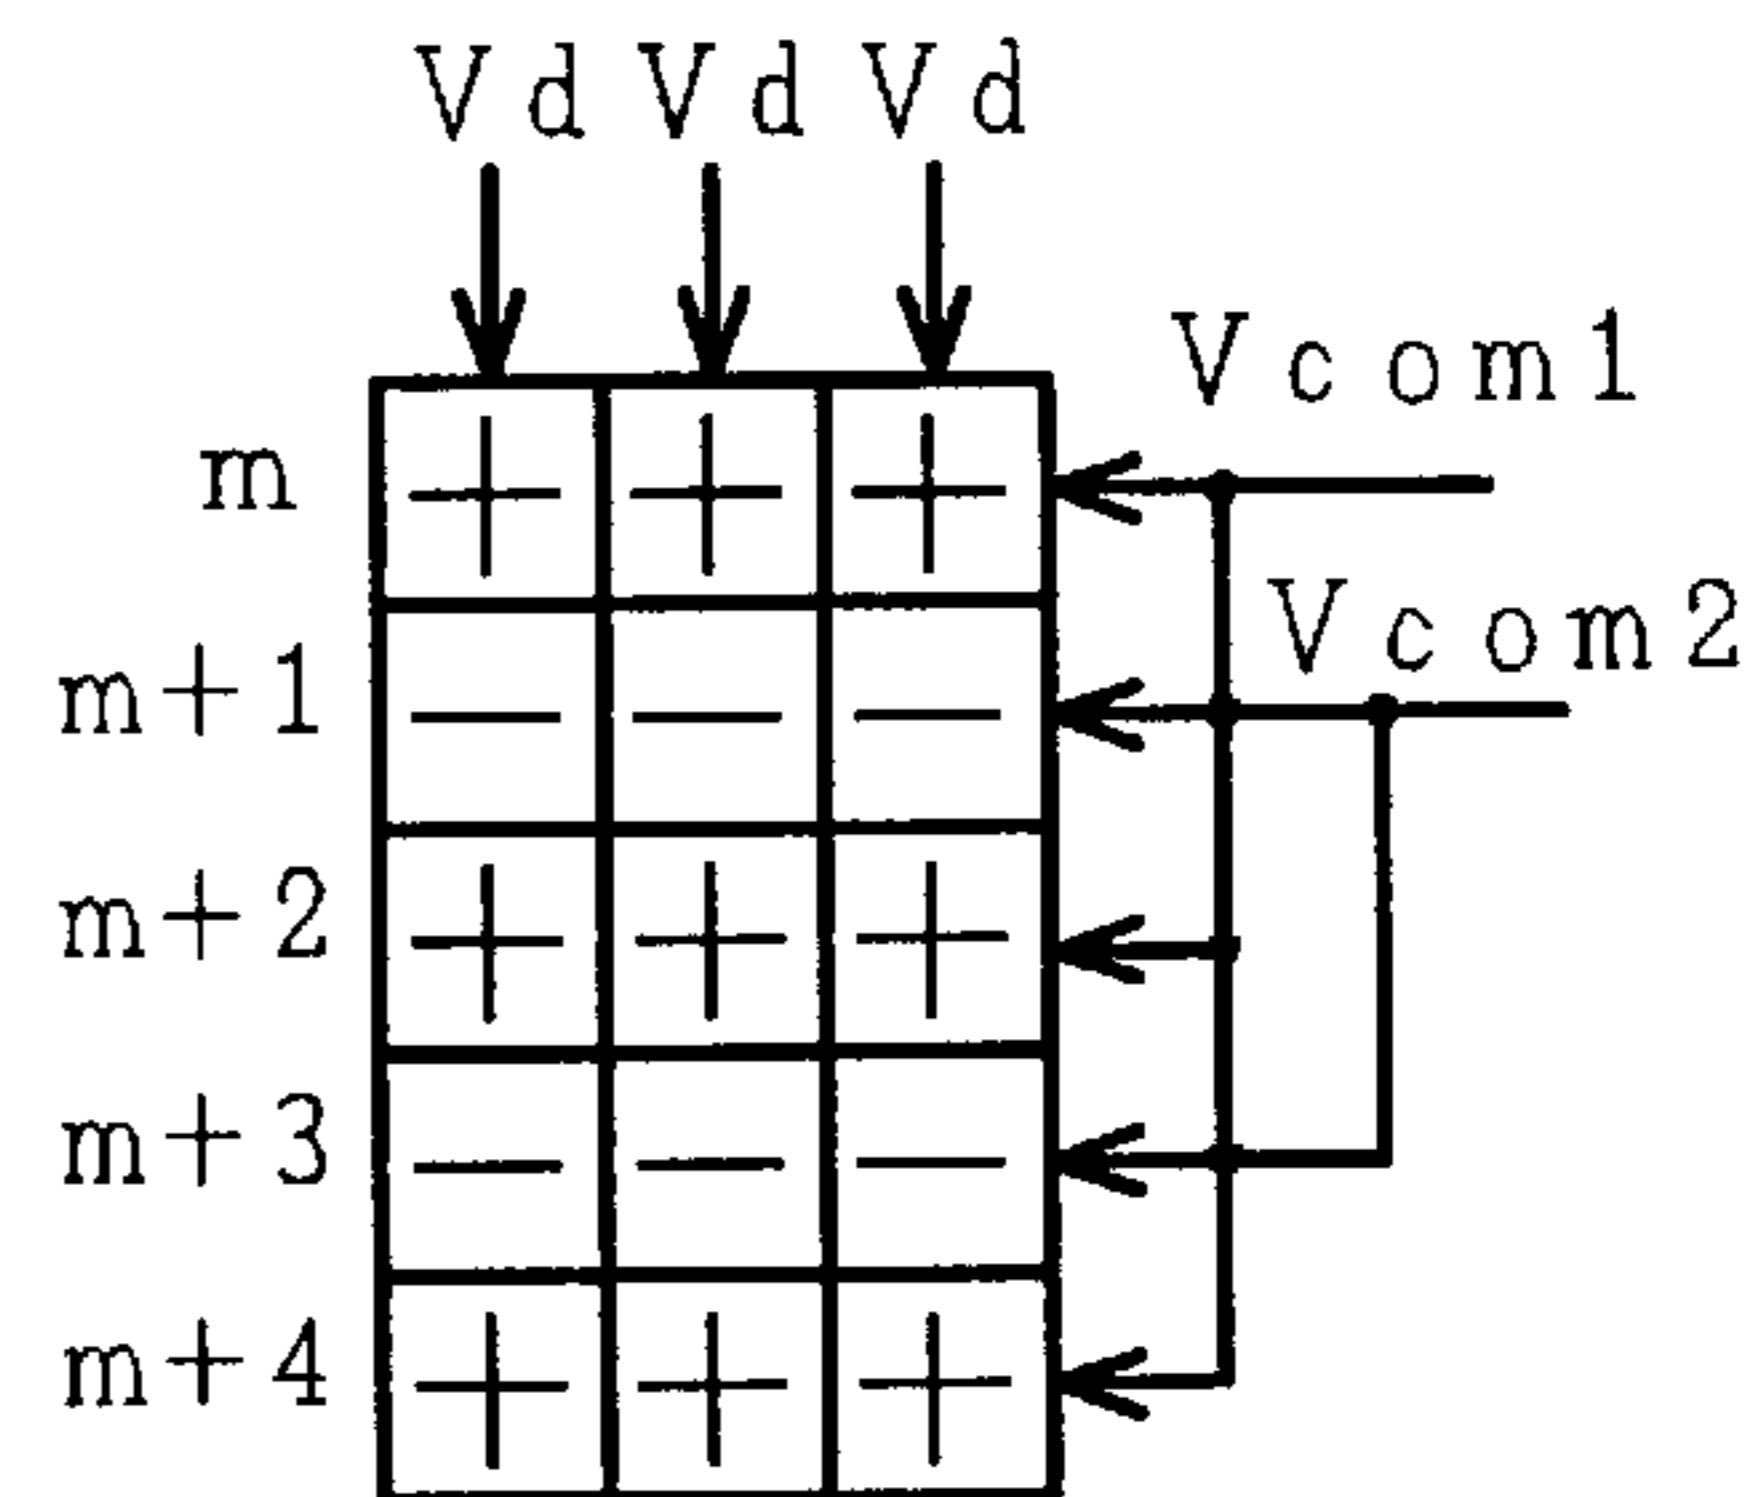 Vd Vd Vd
Vcom1
m + + +
Vcom2
m+1 − − −
m+2 + + +
m+3 − − −
m+4 + + +